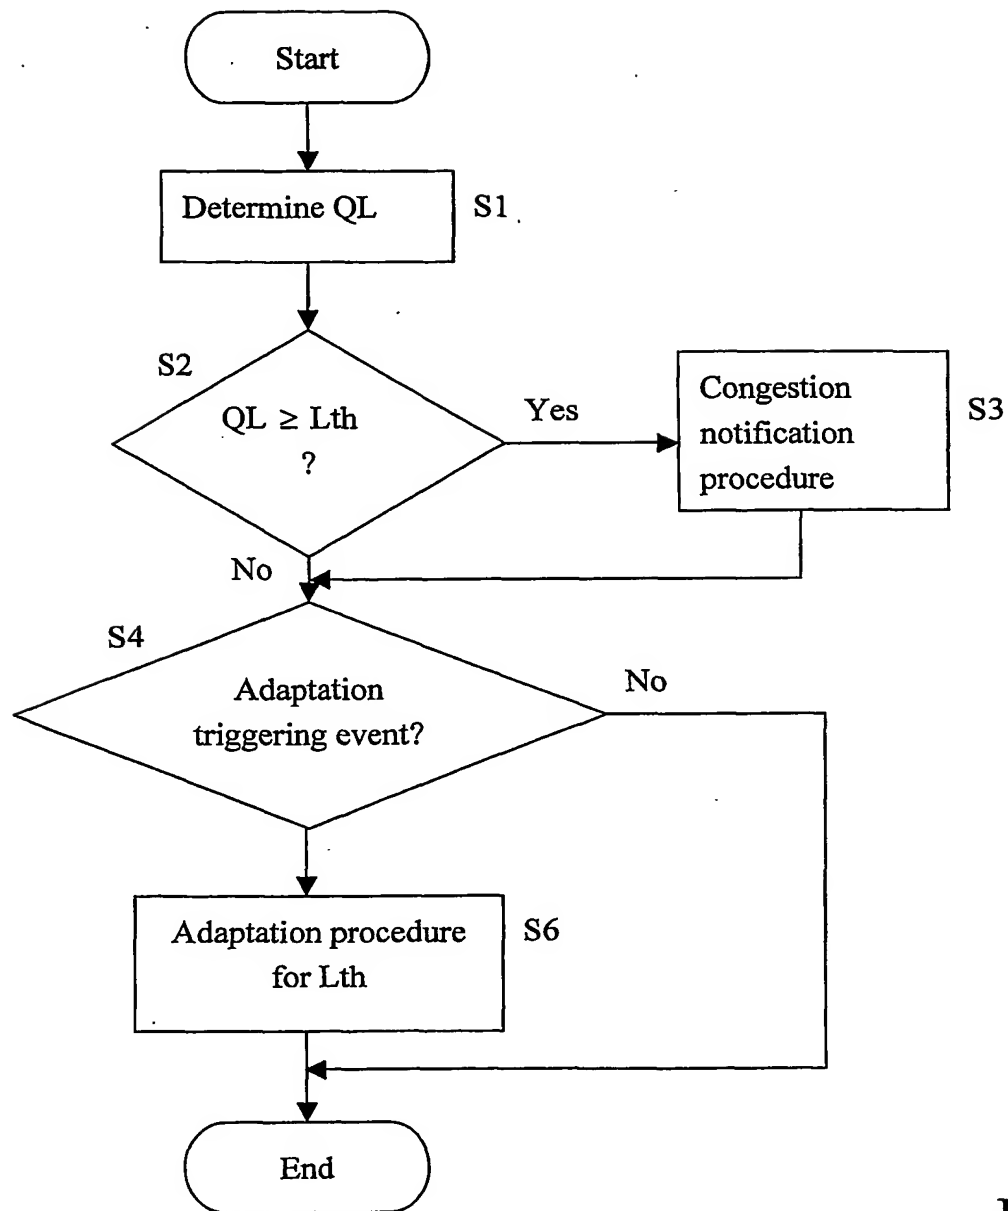 Start
Determine QL
S1
S2
QL ≥ Lth
?
Yes
Congestion
notification
procedure
S3
No
S4
Adaptation
triggering event?
No
Adaptation procedure
for Lth
S6
End